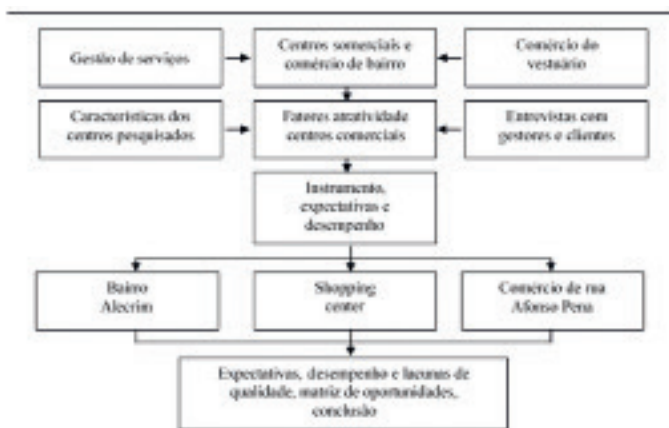 Gestão de serviços
Centros somerciais e
comércio de bairro
Comércio do
vestuário
Características dos
centros pesquisados
Fatores atratividade
centros comerciais
Entrevistas com
gestores e clientes
Instrumento,
expectativas e
desempenho
Bairro
Alecrim
Shopping
center
Comércio de rua
Afonso Pena
Expectativas, desempenho e lacunas de
qualidade, matriz de oportunidades,
conclusão